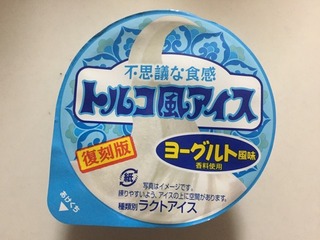 不思議な食感
トルコ風アイス
復刻版
ヨーグルト風味
香料使用
紙
写真はイメージです。
練りやすいよう、アイスの上に空間があります。
種類別 ラクトアイス
あけくち